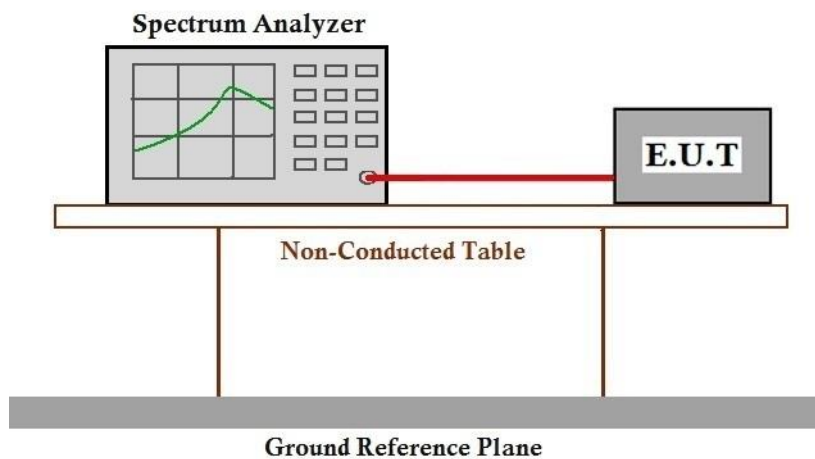 Spectrum Analyzer
E.U.T
Non-Conducted Table
Ground Reference Plane